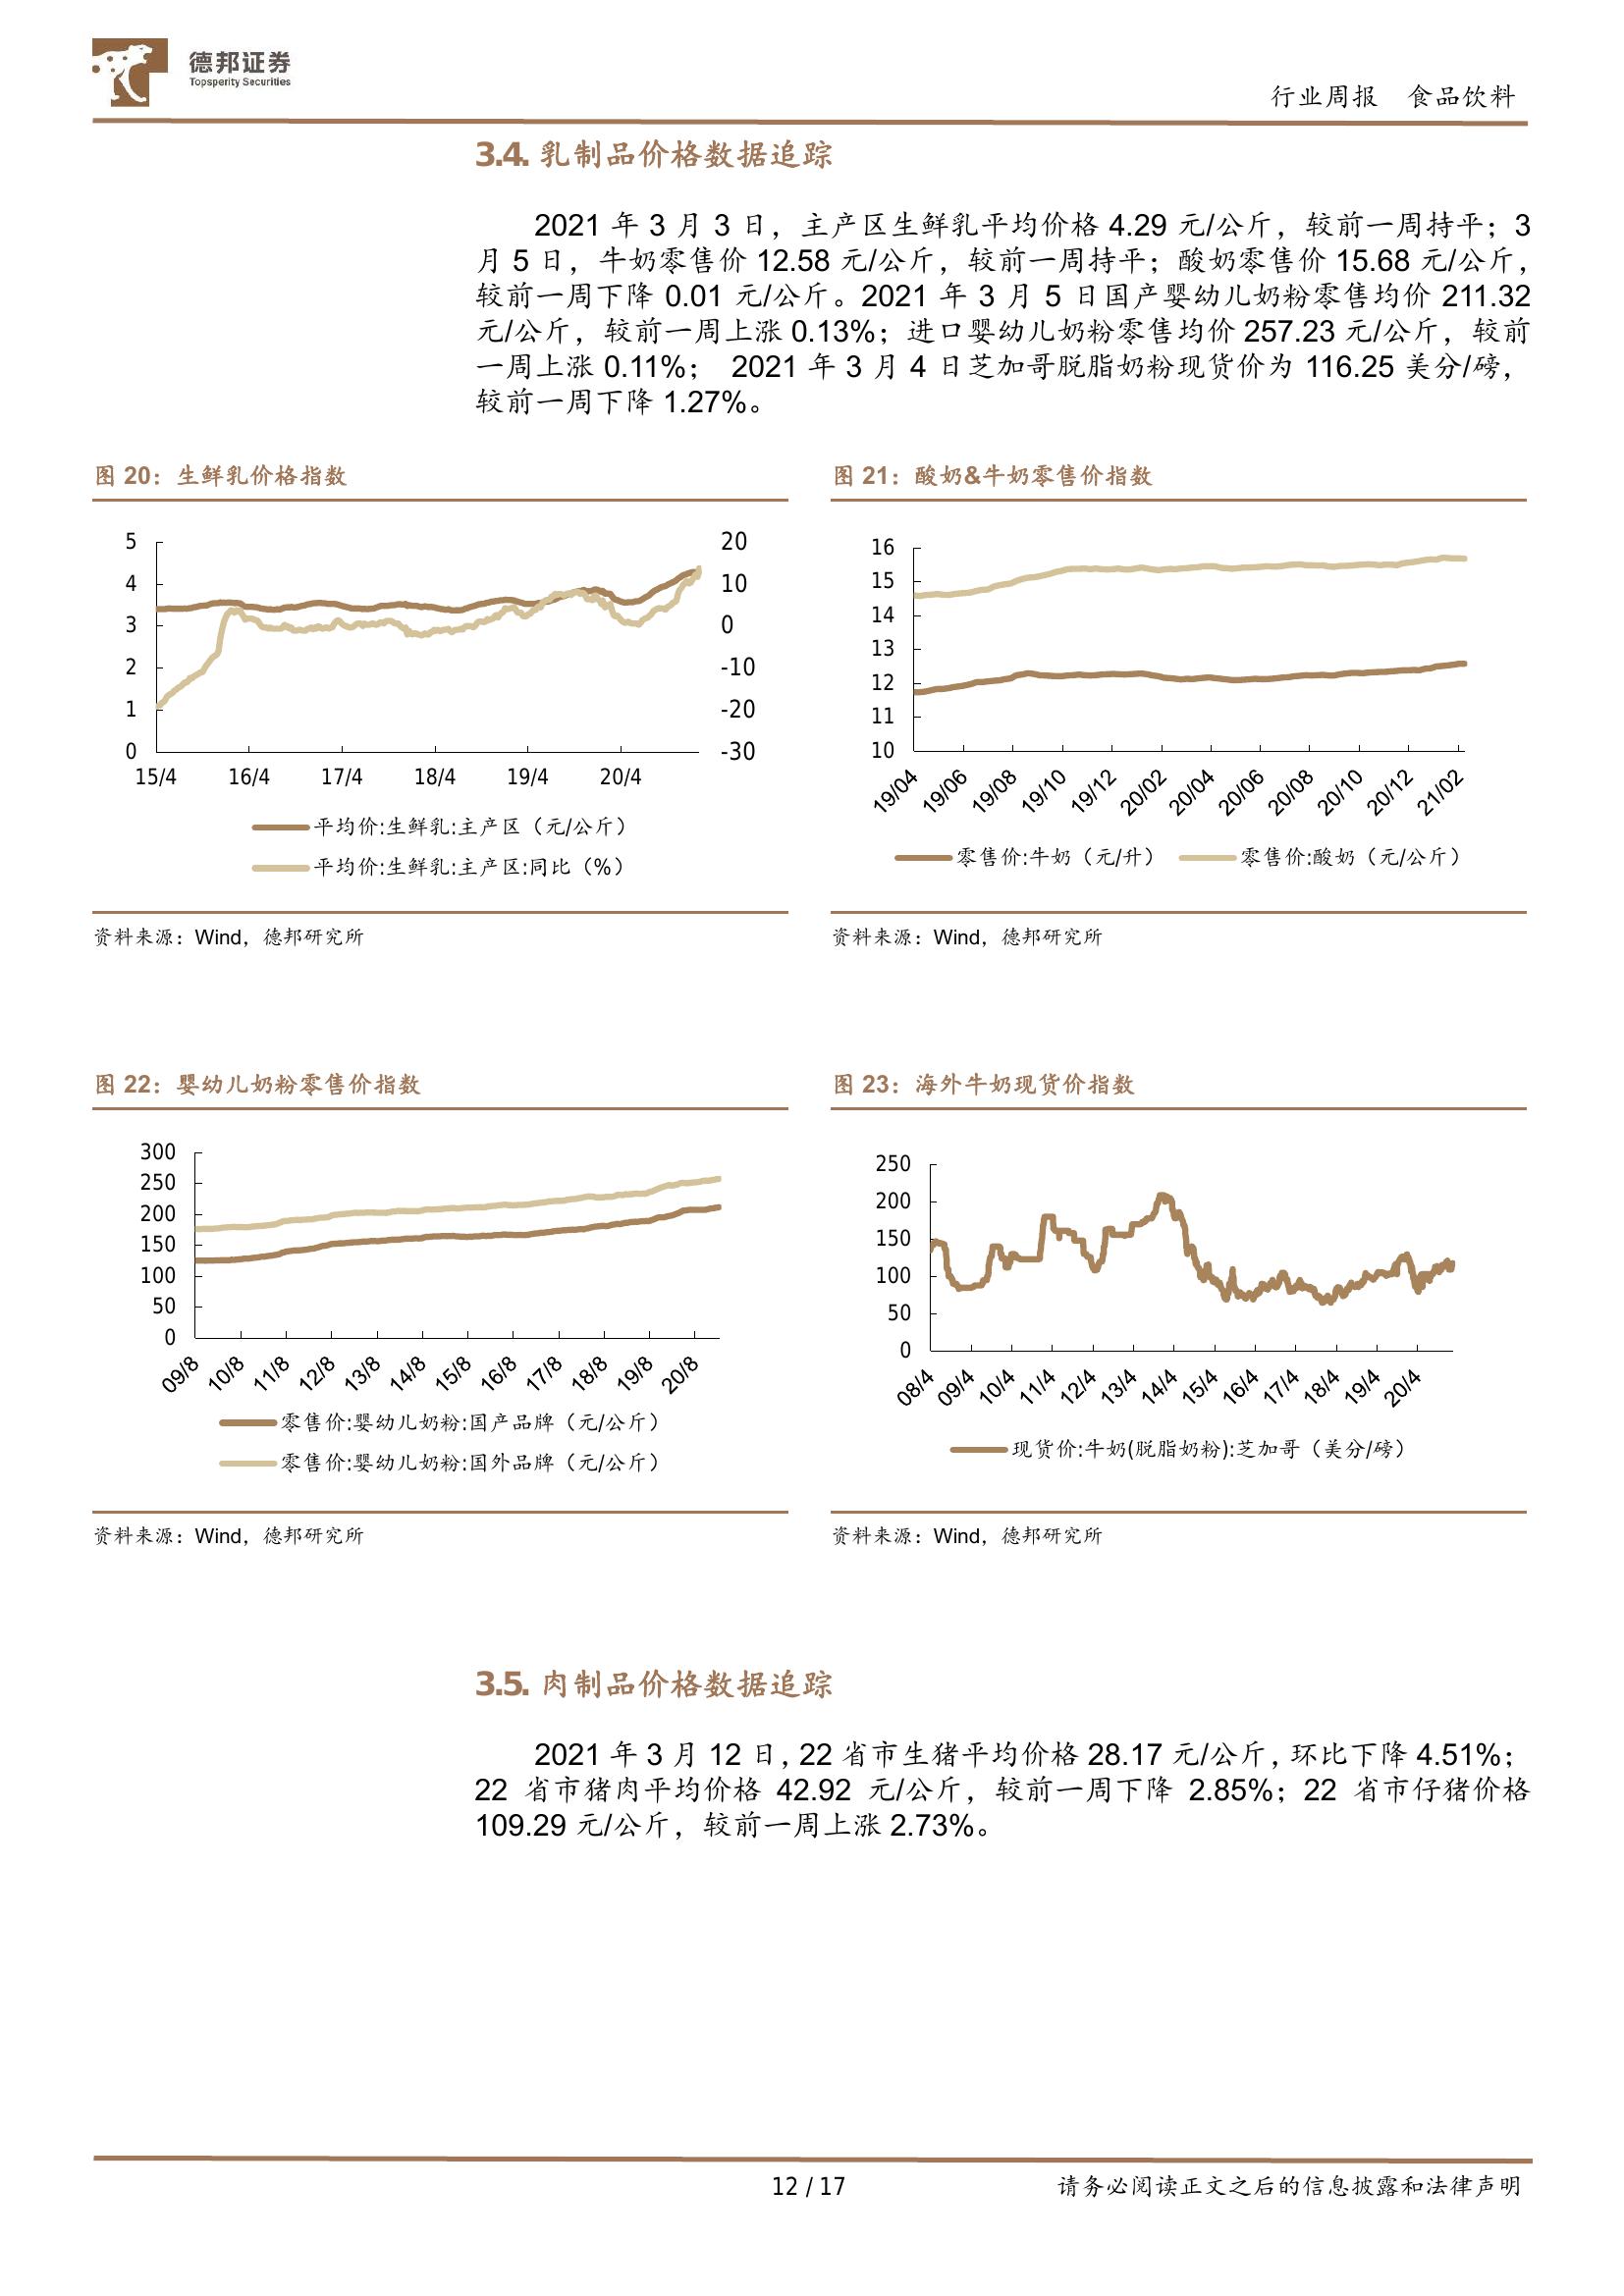 德邦证券
Topsperity Securities
行业周报 食品饮料
3.4. 乳制品价格数据追踪
2021 年 3 月 3 日，主产区生鲜乳平均价格 4.29 元/公斤，较前一周持平；3
月 5 日，牛奶零售价 12.58 元/公斤，较前一周持平；酸奶零售价 15.68 元/公斤，
较前一周下降 0.01 元/公斤。2021 年 3 月 5 日国产婴幼儿奶粉零售均价 211.32
元/公斤，较前一周上涨 0.13%；进口婴幼儿奶粉零售均价 257.23 元/公斤，较前
一周上涨 0.11%； 2021 年 3 月 4 日芝加哥脱脂奶粉现货价为 116.25 美分/磅，
较前一周下降 1.27%。
图 20：生鲜乳价格指数
5
4
3
2
1
0
20
10
0
-10
-20
-30
15/4 16/4 17/4 18/4 19/4 20/4
平均价:生鲜乳:主产区（元/公斤）
平均价:生鲜乳:主产区:同比（%）
资料来源：Wind，德邦研究所
图 21：酸奶&牛奶零售价指数
16
15
14
13
12
11
10
19/04 19/06 19/08 19/10 19/12 20/02 20/04 20/06 20/08 20/10 20/12 21/02
零售价:牛奶（元/升） 零售价:酸奶（元/公斤）
资料来源：Wind，德邦研究所
图 22：婴幼儿奶粉零售价指数
300
250
200
150
100
50
0
09/8 10/8 11/8 12/8 13/8 14/8 15/8 16/8 17/8 18/8 19/8 20/8
零售价:婴幼儿奶粉:国产品牌（元/公斤）
零售价:婴幼儿奶粉:国外品牌（元/公斤）
资料来源：Wind，德邦研究所
图 23：海外牛奶现货价指数
250
200
150
100
50
0
08/4 09/4 10/4 11/4 12/4 13/4 14/4 15/4 16/4 17/4 18/4 19/4 20/4
现货价:牛奶(脱脂奶粉):芝加哥（美分/磅）
资料来源：Wind，德邦研究所
3.5. 肉制品价格数据追踪
2021 年 3 月 12 日，22 省市生猪平均价格 28.17 元/公斤，环比下降 4.51%；
22 省市猪肉平均价格 42.92 元/公斤，较前一周下降 2.85%；22 省市仔猪价格
109.29 元/公斤，较前一周上涨 2.73%。
12 / 17
请务必阅读正文之后的信息披露和法律声明